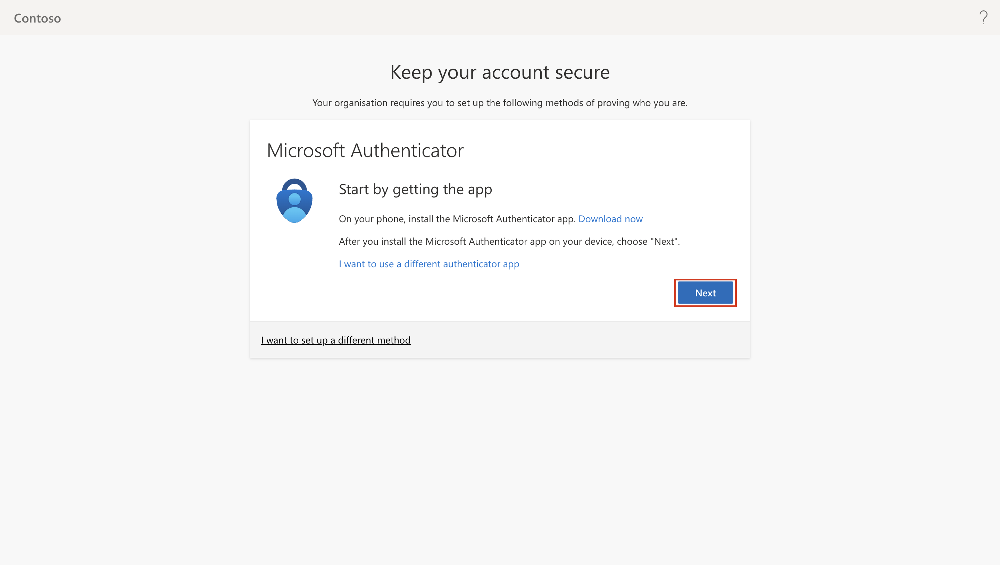 Contoso
?
Keep your account secure
Your organisation requires you to set up the following methods of proving who you are.
Microsoft Authenticator
Start by getting the app
On your phone, install the Microsoft Authenticator app. Download now
After you install the Microsoft Authenticator app on your device, choose "Next".
I want to use a different authenticator app
Next
I want to set up a different method